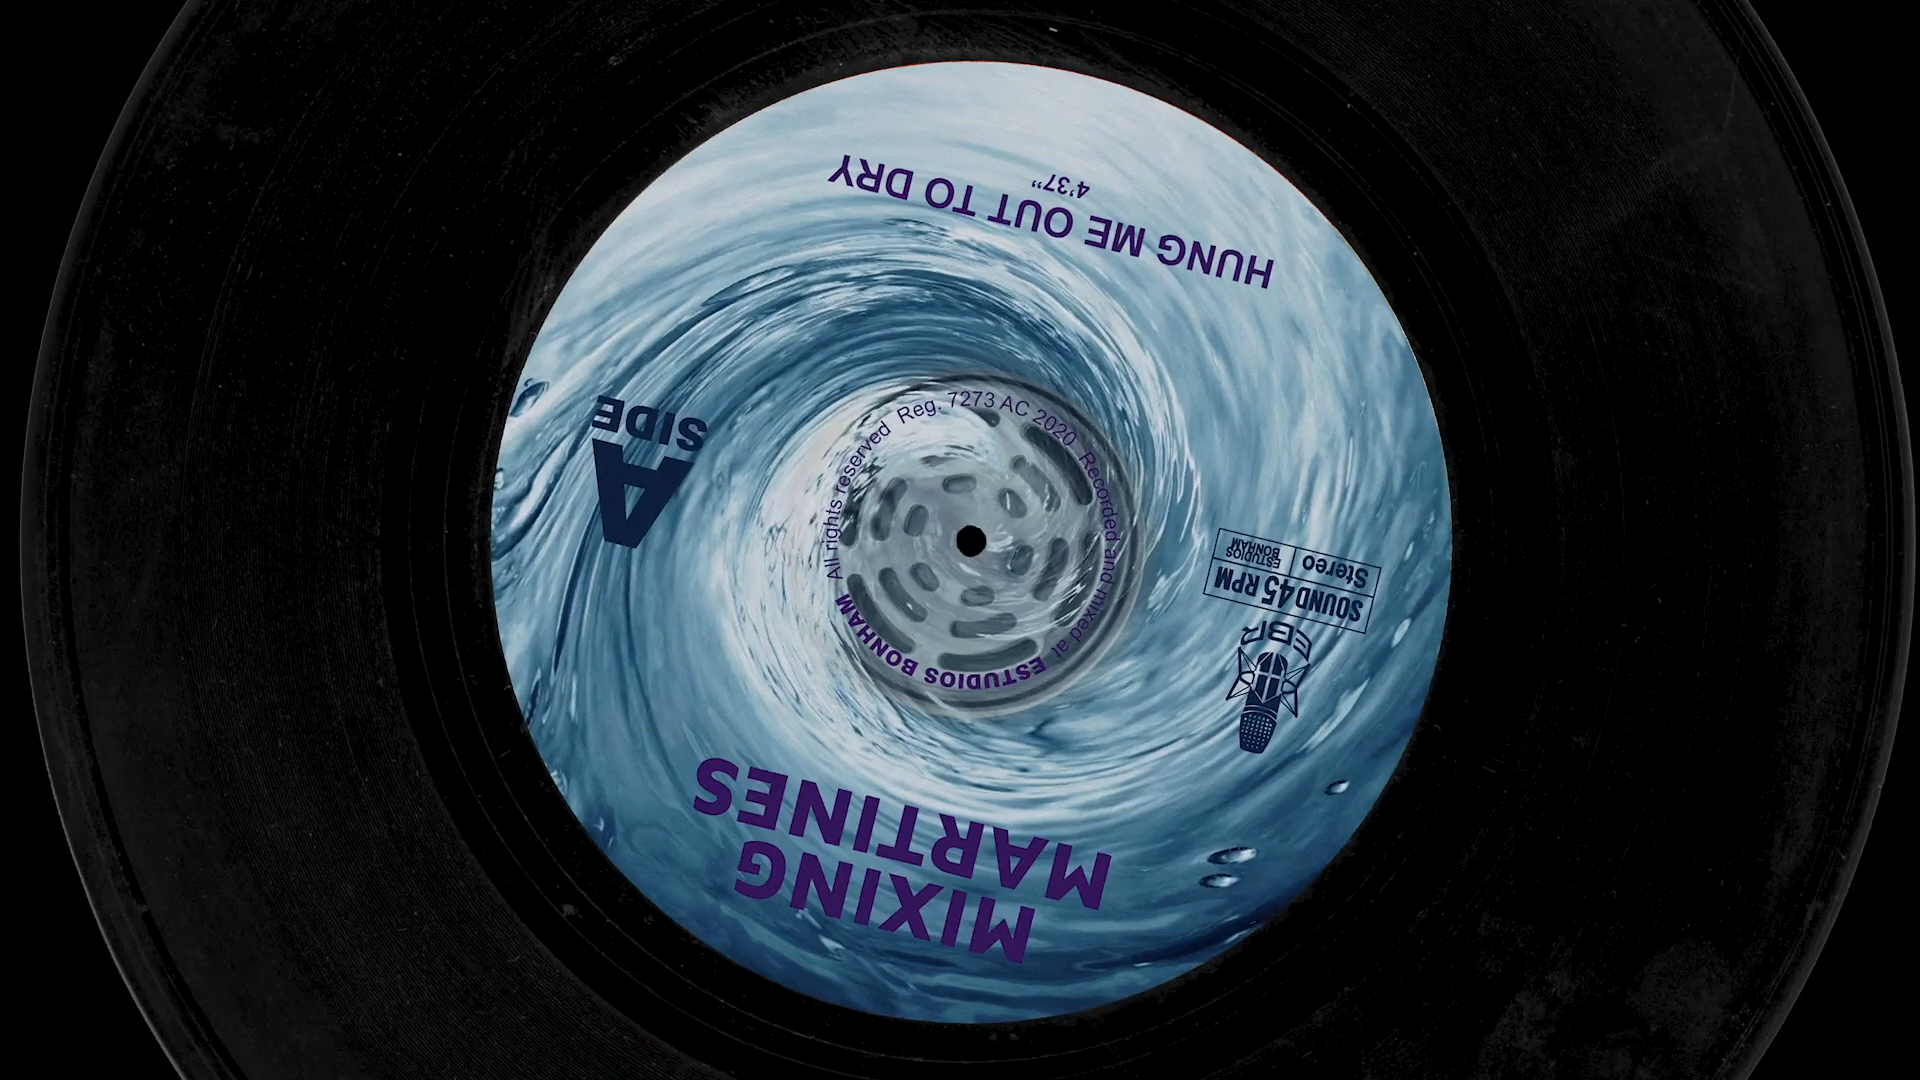 MIXING
MARTINES
EBR
SOUND 45 RPM
Stereo
ESTUDIOS
BONHAM
A
SIDE
All rights reserved Reg. 7273 AC 2020 Recorded and mixed at ESTUDIOS BONHAM
HUNG ME OUT TO DRY
4'37''